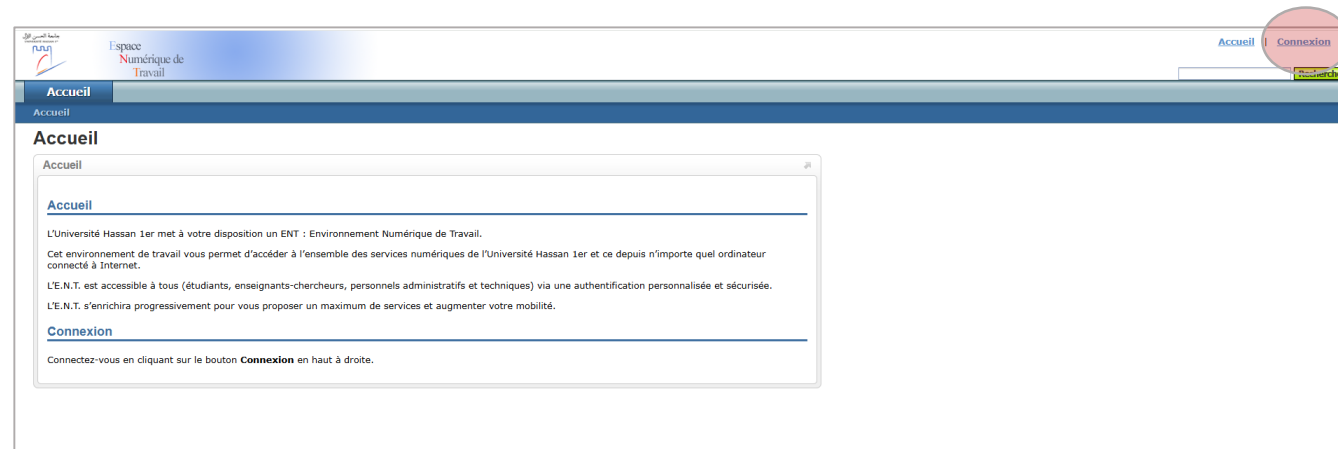 جامعة الحسن الأول
Espace
Numérique de
Travail
Accueil | Connexion
Recherche
Accueil
Accueil
Accueil
Accueil
Accueil
L'Université Hassan 1er met à votre disposition un ENT : Environnement Numérique de Travail.
Cet environnement de travail vous permet d'accéder à l'ensemble des services numériques de l'Université Hassan 1er et ce depuis n'importe quel ordinateur
connecté à Internet.
L'E.N.T. est accessible à tous (étudiants, enseignants-chercheurs, personnels administratifs et techniques) via une authentification personnalisée et sécurisée.
L'E.N.T. s'enrichira progressivement pour vous proposer un maximum de services et augmenter votre mobilité.
Connexion
Connectez-vous en cliquant sur le bouton Connexion en haut à droite.